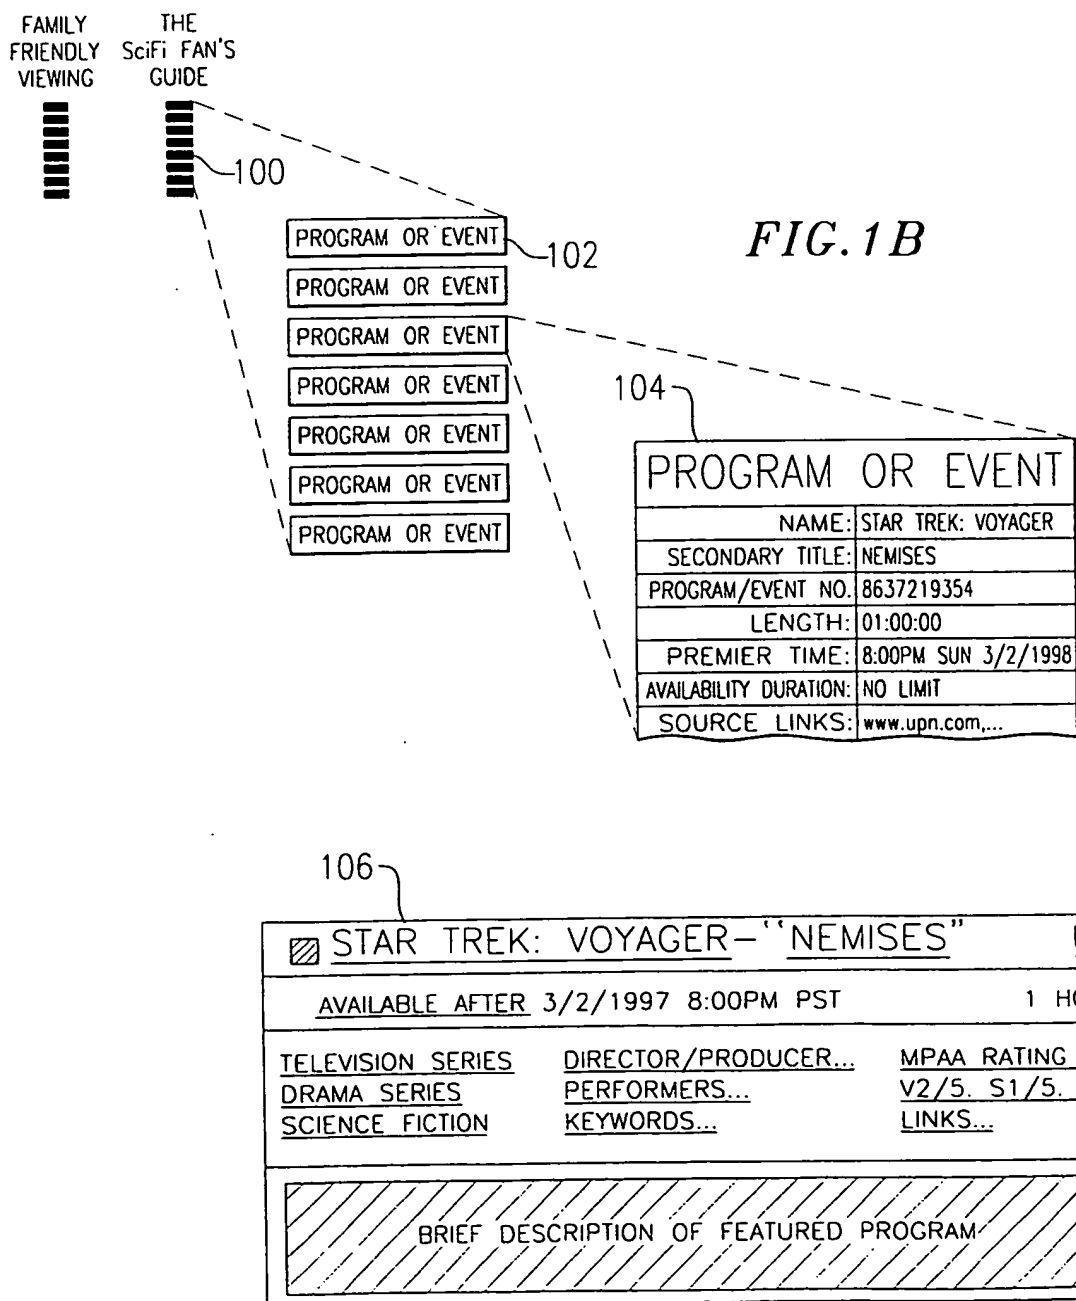 FAMILY FRIENDLY VIEWING
THE SciFi FAN'S GUIDE
100
PROGRAM OR EVENT
102
FIG.1B
PROGRAM OR EVENT
PROGRAM OR EVENT
PROGRAM OR EVENT
PROGRAM OR EVENT
PROGRAM OR EVENT
PROGRAM OR EVENT
104
PROGRAM OR EVENT
NAME: STAR TREK: VOYAGER
SECONDARY TITLE: NEMISES
PROGRAM/EVENT NO. 8637219354
LENGTH: 01:00:00
PREMIER TIME: 8:00PM SUN 3/2/1998
AVAILABILITY DURATION: NO LIMIT
SOURCE LINKS: www.upn.com,...
106
STAR TREK: VOYAGER–"NEMISES"
AVAILABLE AFTER 3/2/1997 8:00PM PST 1
TELEVISION SERIES DIRECTOR/PRODUCER... MPAA RATING
DRAMA SERIES PERFORMERS... V2/5. S1/5.
SCIENCE FICTION KEYWORDS... LINKS...
BRIEF DESCRIPTION OF FEATURED PROGRAM